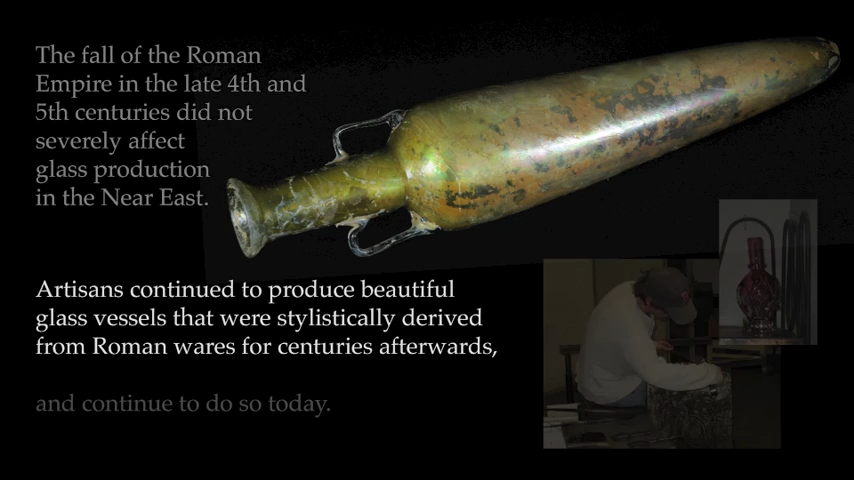 The fall of the Roman
Empire in the late 4th and
5th centuries did not
severely affect
glass production
in the Near East.
Artisans continued to produce beautiful
glass vessels that were stylistically derived
from Roman wares for centuries afterwards,
and continue to do so today.